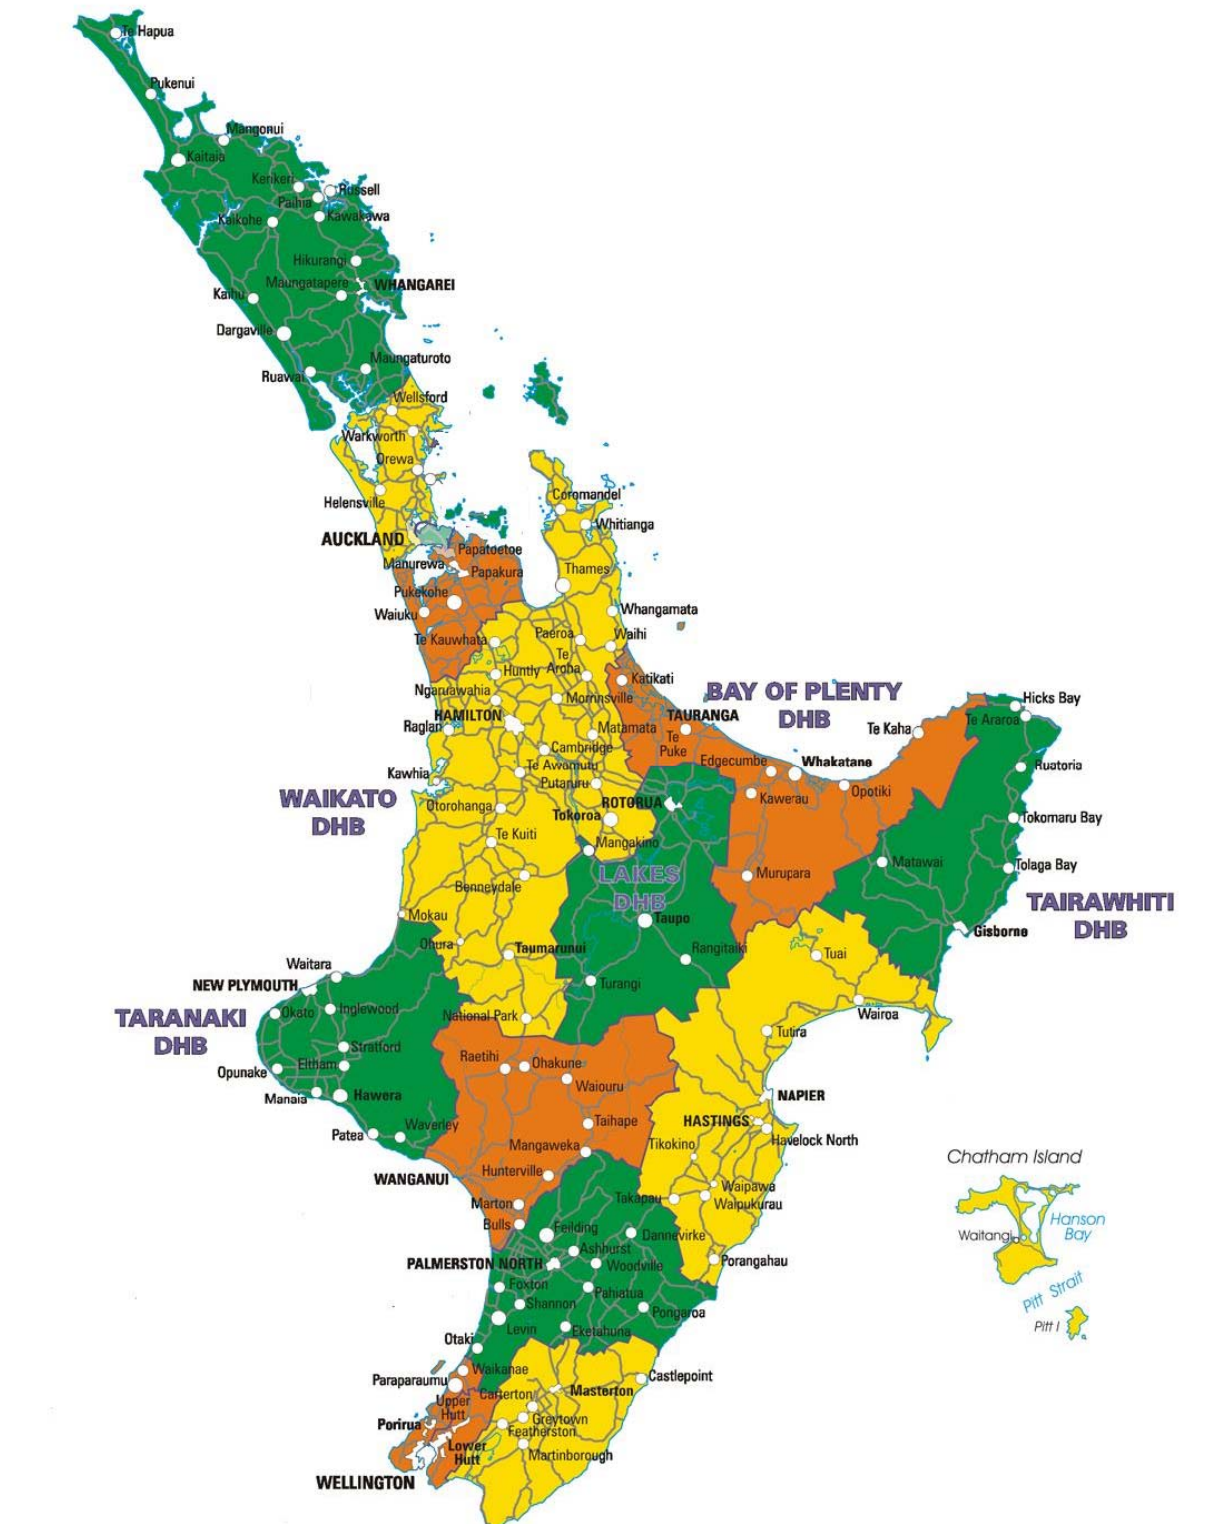 Te Hapua
Pukenui
Mangonui
Kaitaia
Kerikeri
Russell
Paihia
Kaikohe
Kawakawa
Hikurangi
Maungatapere
WHANGAREI
Kaihu
Dargaville
Maungaturoto
Ruawai
Wellsford
Warkworth
Orewa
Helensville
Coromandel
Whitianga
AUCKLAND
Papatoetoe
Manurewa
Papakura
Thames
Pukekohe
Waiuku
Whangamata
Te Kauwhata
Paeroa
Waihi
Te
Aroha
Huntly
Katikati
Ngaruawahia
Morrinsville
BAY OF PLENTY
DHB
HAMILTON
TAURANGA
Raglan
Matamata
Te
Puke
Te Kaha
Hicks Bay
Te Araroa
Cambridge
Te Awamutu
Edgecumbe
Whakatane
Ruatoria
Kawhia
Putaruru
Kawerau
Opotiki
WAIKATO
DHB
Otorohanga
ROTORUA
Tokoroa
Tokomaru Bay
Te Kuiti
Mangakino
Matawai
Tolaga Bay
Benneydale
LAKES
DHB
Murupara
TAIRAWHITI
DHB
Mokau
Taupo
Gisborne
Ohura
Taumarunui
Rangitaiki
Tuai
Waitara
NEW PLYMOUTH
Turangi
TARANAKI
DHB
Okato
Inglewood
National Park
Wairoa
Tutira
Stratford
Eltham
Opunake
Raetihi
Ohakune
Waiouru
Manaia
Hawera
NAPIER
Patea
Waverley
Taihape
HASTINGS
Havelock North
Mangaweka
Tikokino
WANGANUI
Hunterville
Chatham Island
Waipawa
Takapau
Waipukurau
Marton
Bulls
Feilding
Dannevirke
Hanson
Bay
Waitangi
Ashhurst
PALMERSTON NORTH
Woodville
Porangahau
Foxton
Pahiatua
Pitt Strait
Shannon
Pongaroa
Pitt I
Levin
Eketahuna
Otaki
Waikanae
Paraparaumu
Castlepoint
Carterton
Masterton
Upper
Hutt
Porirua
Greytown
Featherston
Lower
Hutt
Martinborough
WELLINGTON